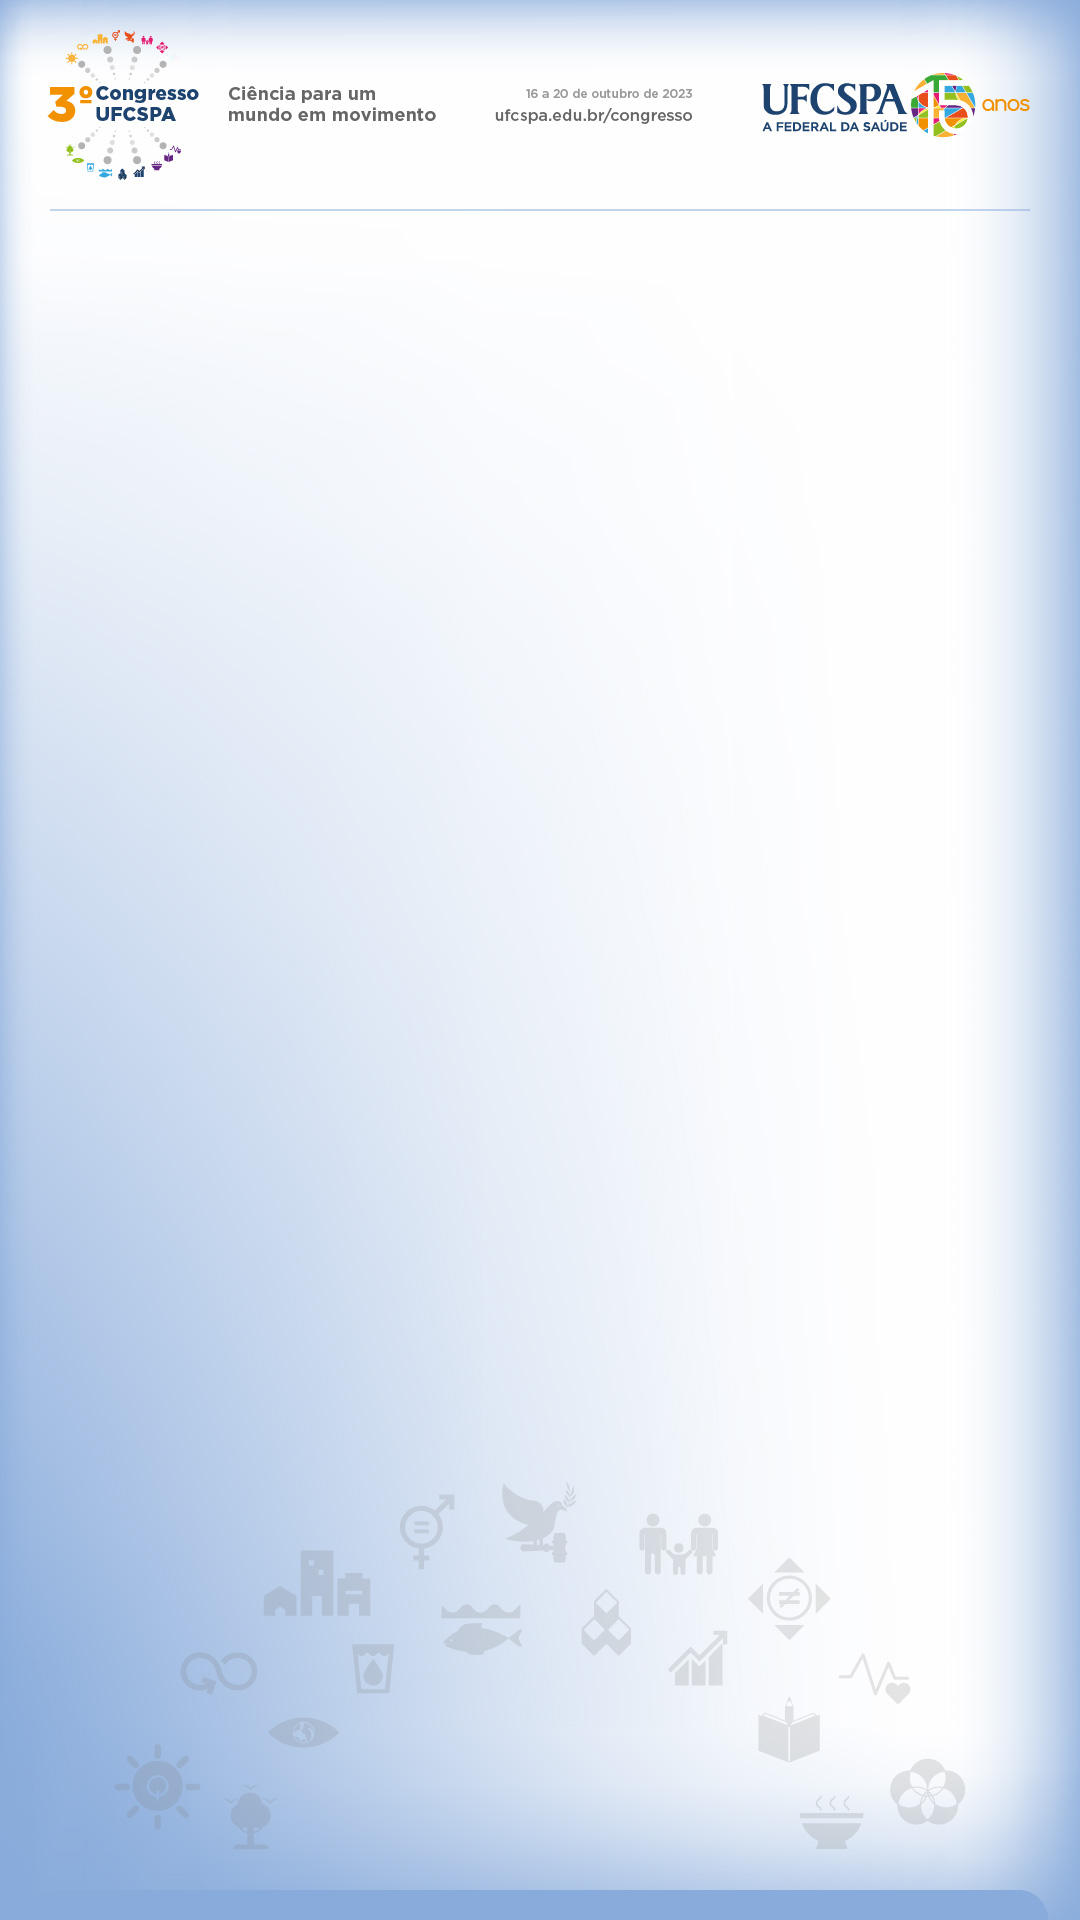 3º Congresso
UFCSPA
Ciência para um
mundo em movimento
16 a 20 de outubro de 2023
ufcspa.edu.br/congresso
UFCSPA
A FEDERAL DA SAÚDE
15 anos